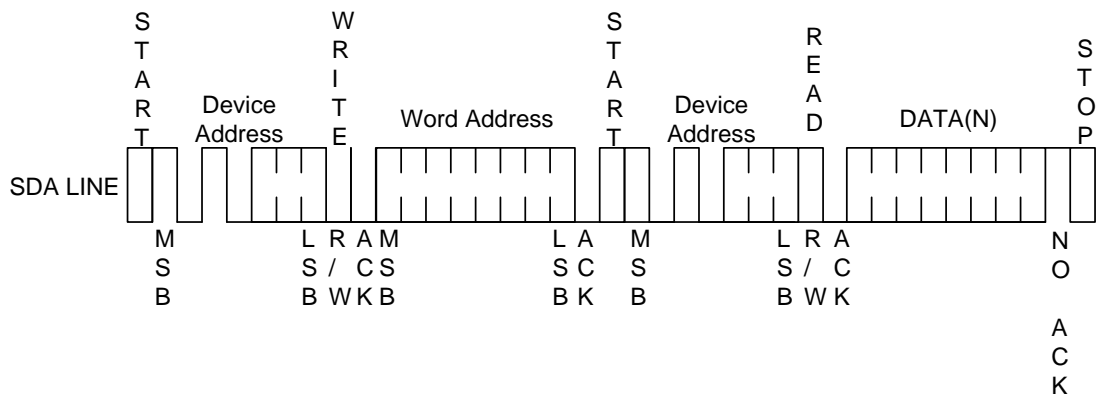 START
WRITE
START
READ
STOP
Device
Address
Word Address
Device
Address
DATA(N)
SDA LINE
MSB
LSB
R/W
ACK
MSB
LSB
ACK
MSB
LSB
R/W
ACK
NO ACK